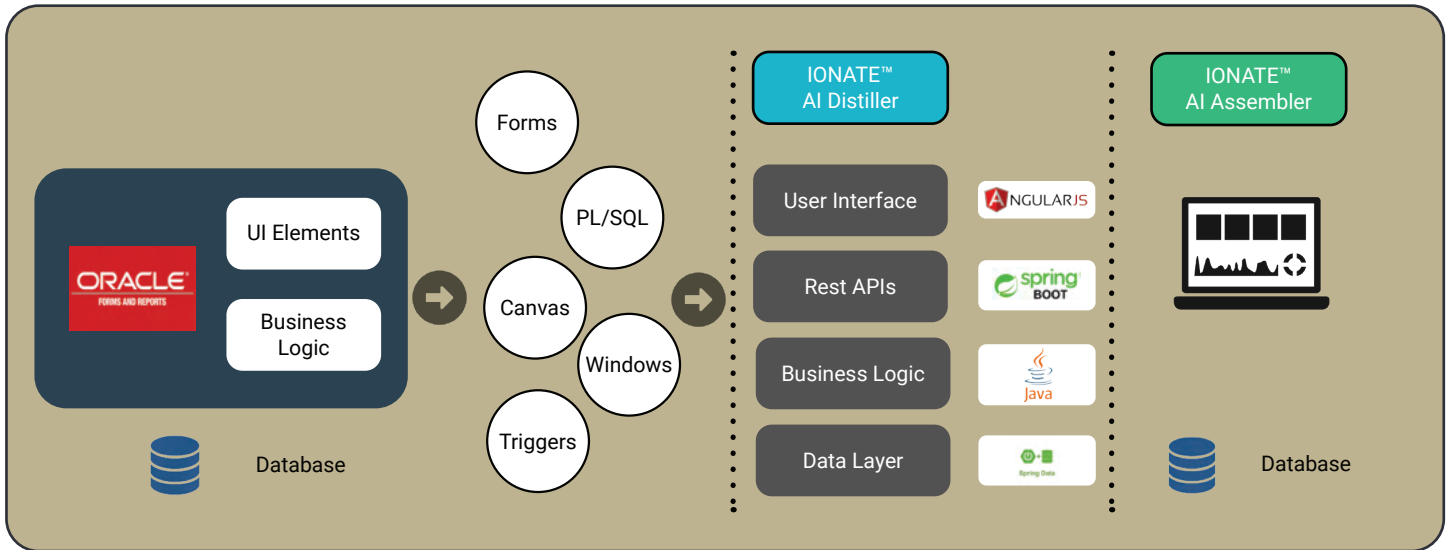 ORACLE
FORMS AND REPORTS
UI Elements
Business
Logic
Database
Forms
PL/SQL
Canvas
Windows
Triggers
IONATE™
AI Distiller
User Interface
ANGULARJS
Rest APIs
spring
BOOT
Business Logic
Java
Data Layer
Spring Data
IONATE™
AI Assembler
Database